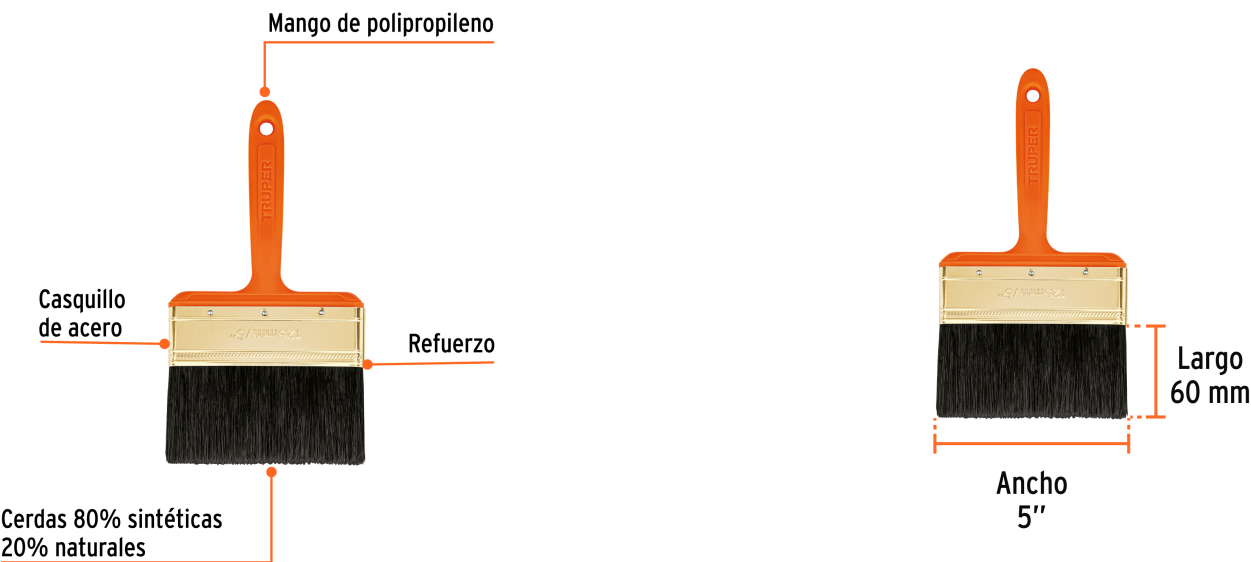 Mango de polipropileno
TRUPER
Casquillo
de acero
Refuerzo
Cerdas 80% sintéticas
20% naturales
TRUPER
Largo
60 mm
Ancho
5"